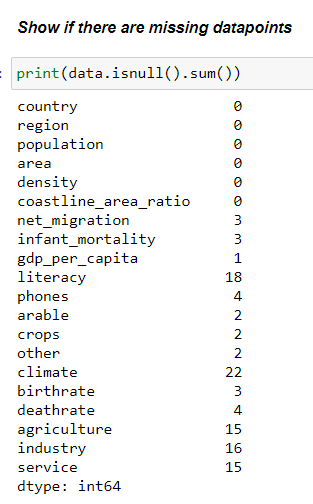 Show if there are missing datapoints
: print(data.isnull().sum())
country 0
region 0
population 0
area 0
density 0
coastline_area_ratio 0
net_migration 3
infant_mortality 3
gdp_per_capita 1
literacy 18
phones 4
arable 2
crops 2
other 2
climate 22
birthrate 3
deathrate 4
agriculture 15
industry 16
service 15
dtype: int64